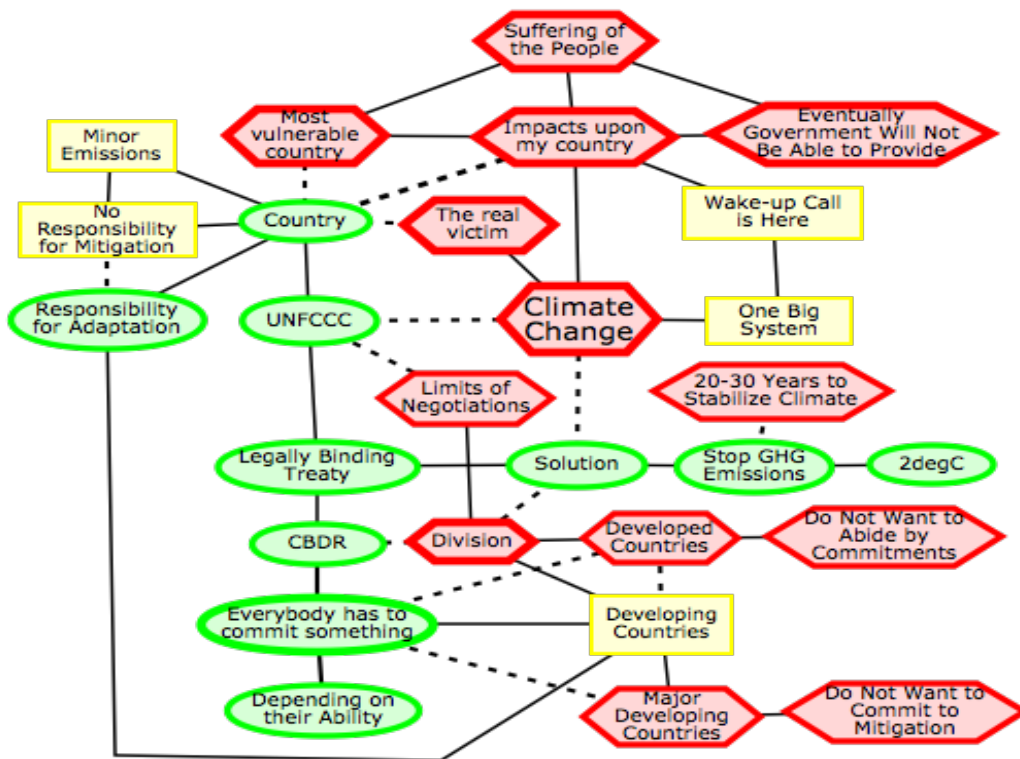 Suffering of
the People
Most
vulnerable
country
Impacts upon
my country
Eventually
Government Will Not
Be Able to Provide
Minor
Emissions
No
Responsibility
for Mitigation
Country
The real
victim
Wake-up Call
is Here
Responsibility
for Adaptation
UNFCCC
Climate
Change
One Big
System
Limits of
Negotiations
20-30 Years to
Stabilize Climate
Legally Binding
Treaty
Solution
Stop GHG
Emissions
2degC
CBDR
Division
Developed
Countries
Do Not Want to
Abide by
Commitments
Everybody has to
commit something
Developing
Countries
Depending on
their Ability
Major
Developing
Countries
Do Not Want to
Commit to
Mitigation